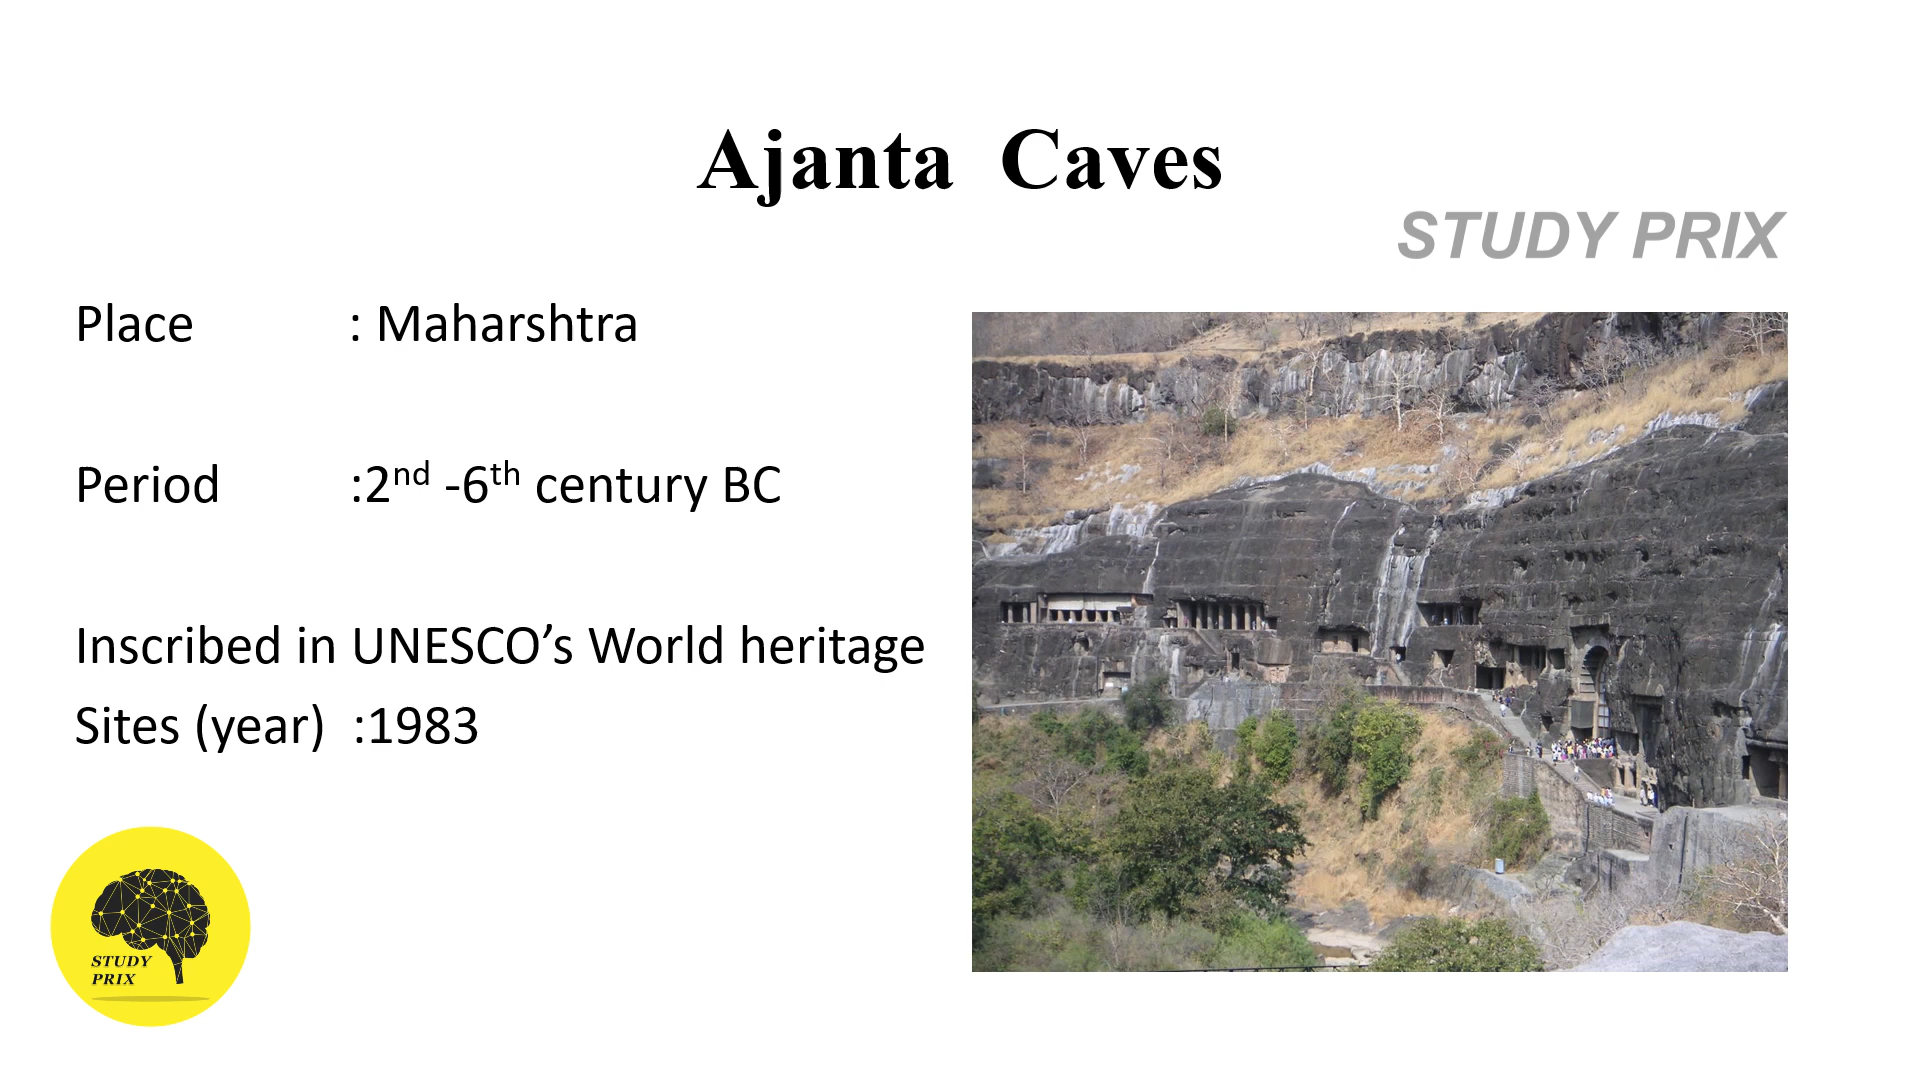 Ajanta Caves
STUDY PRIX
Place : Maharshtra
Period :2nd -6th century BC
Inscribed in UNESCO’s World heritage
Sites (year) :1983
STUDY
PRIX